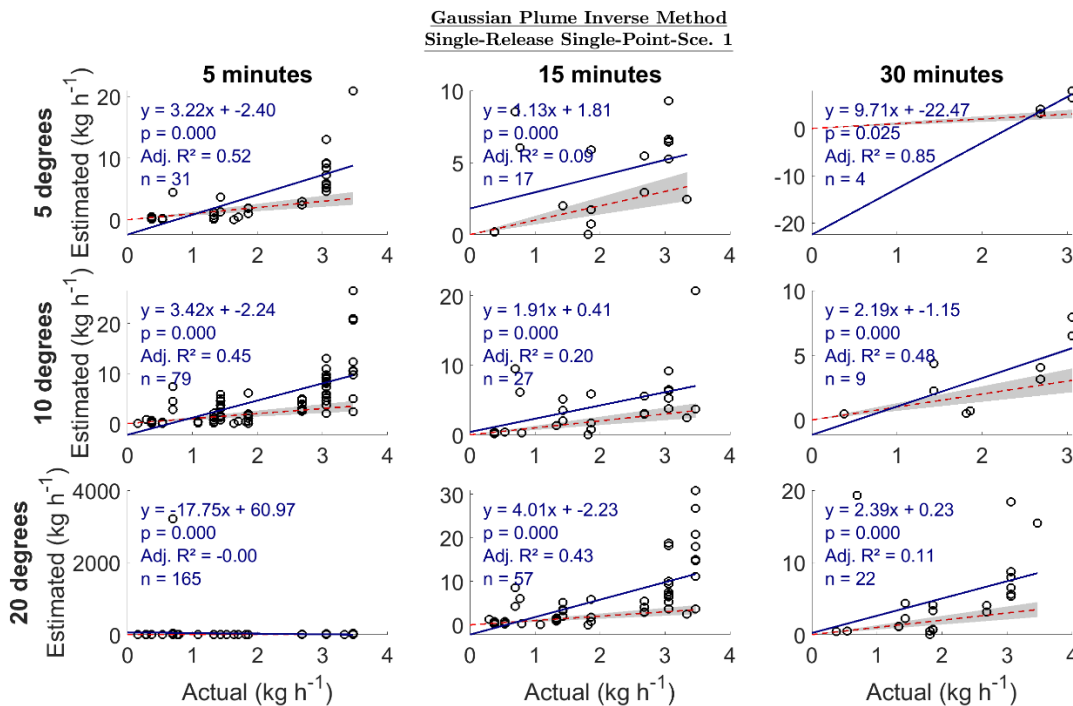 Gaussian Plume Inverse Method
Single-Release Single-Point-Sce. 1
5 minutes
15 minutes
30 minutes
5 degrees
Estimated (kg h⁻¹)
20
10
0
y = 3.22x + -2.40
p = 0.000
Adj. R² = 0.52
n = 31
0 1 2 3 4
10
5
0
y = 1.13x + 1.81
p = 0.000
Adj. R² = 0.09
n = 17
0 1 2 3 4
0
-10
-20
y = 9.71x + -22.47
p = 0.025
Adj. R² = 0.85
n = 4
0 1 2 3
10 degrees
Estimated (kg h⁻¹)
20
10
0
y = 3.42x + -2.24
p = 0.000
Adj. R² = 0.45
n = 79
0 1 2 3 4
20
10
0
y = 1.91x + 0.41
p = 0.000
Adj. R² = 0.20
n = 27
0 1 2 3 4
10
5
0
y = 2.19x + -1.15
p = 0.000
Adj. R² = 0.48
n = 9
0 1 2 3
20 degrees
Estimated (kg h⁻¹)
4000
2000
0
y = -17.75x + 60.97
p = 0.000
Adj. R² = -0.00
n = 165
0 1 2 3 4
Actual (kg h⁻¹)
30
20
10
0
y = 4.01x + -2.23
p = 0.000
Adj. R² = 0.43
n = 57
0 1 2 3 4
Actual (kg h⁻¹)
20
10
0
y = 2.39x + 0.23
p = 0.000
Adj. R² = 0.11
n = 22
0 1 2 3 4
Actual (kg h⁻¹)